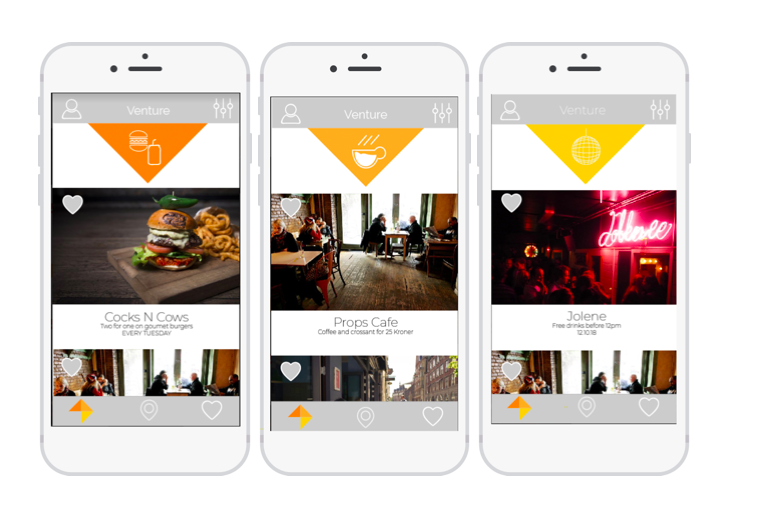 Venture
Cocks N Cows
Two for one on gourmet burgers
EVERY TUESDAY
Venture
Props Cafe
Coffee and crossant for 25 Kroner
Venture
Jolene
Jolene
Free drinks before 12pm
12.10.18